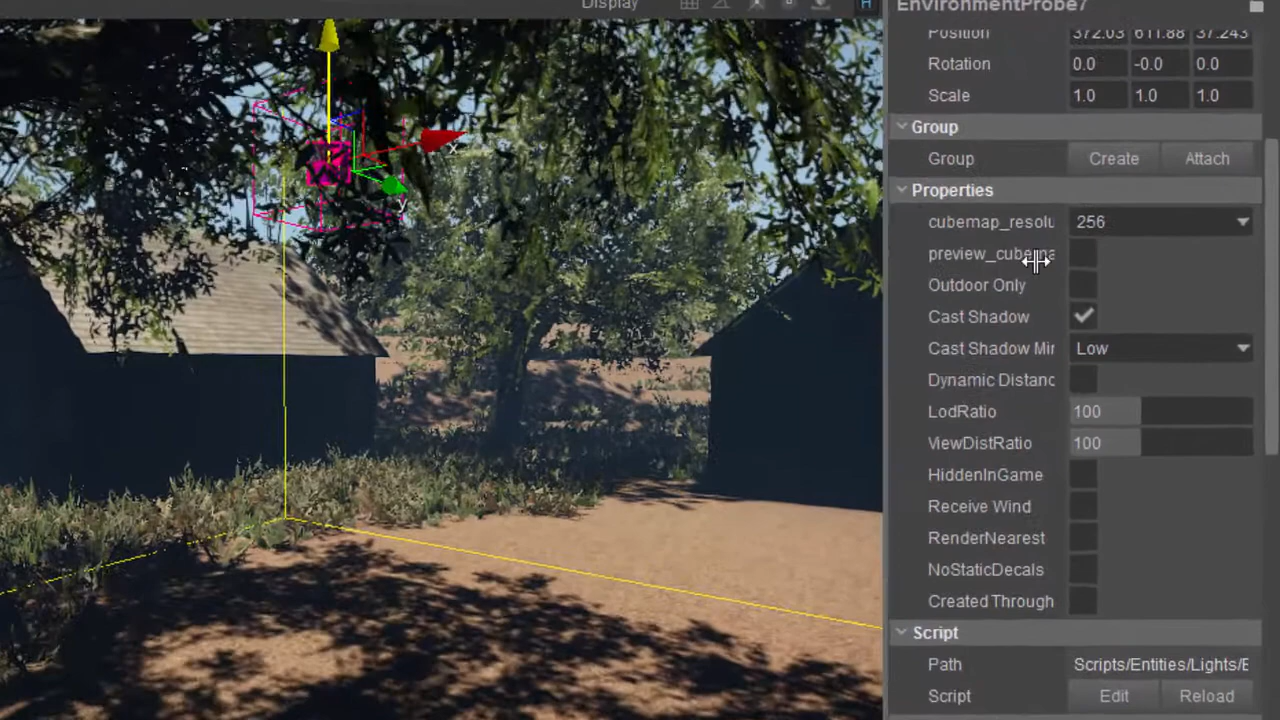 Display
H
EnvironmentProbe7
Position 372.03 611.88 37.243
Rotation 0.0 -0.0 0.0
Scale 1.0 1.0 1.0
Group
Group Create Attach
Properties
cubemap_resolu 256
preview_cubema
Outdoor Only
Cast Shadow
Cast Shadow Mir Low
Dynamic Distanc
LodRatio 100
ViewDistRatio 100
HiddenInGame
Receive Wind
RenderNearest
NoStaticDecals
Created Through
Script
Path Scripts/Entities/Lights/E
Script Edit Reload
x
y